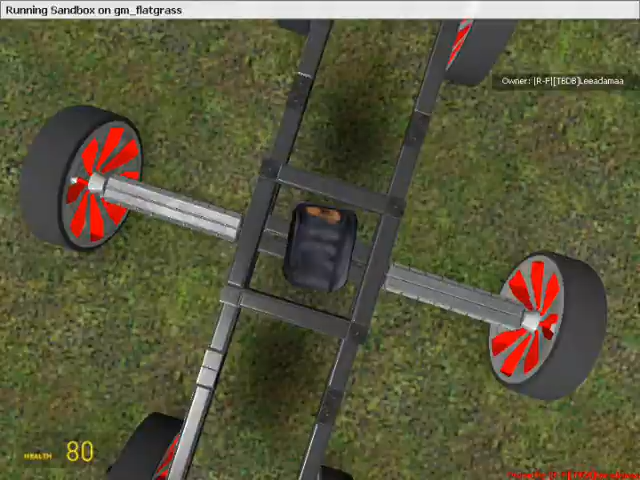 Running Sandbox on gm_flatgrass
Owner: [R-F][TBDB]Leeadamaa
HEALTH 80